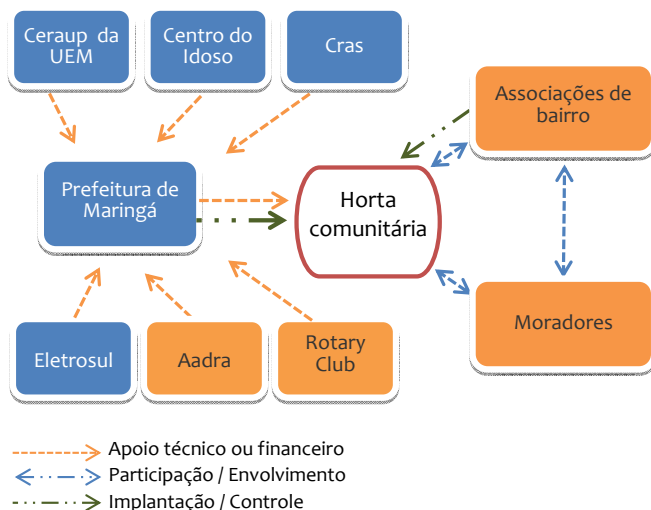 Ceraup da
UEM
Centro do
Idoso
Cras
Associações de
bairro
Prefeitura de
Maringá
Horta
comunitária
Moradores
Eletrosul
Aadra
Rotary
Club
Apoio técnico ou financeiro
Participação / Envolvimento
Implantação / Controle